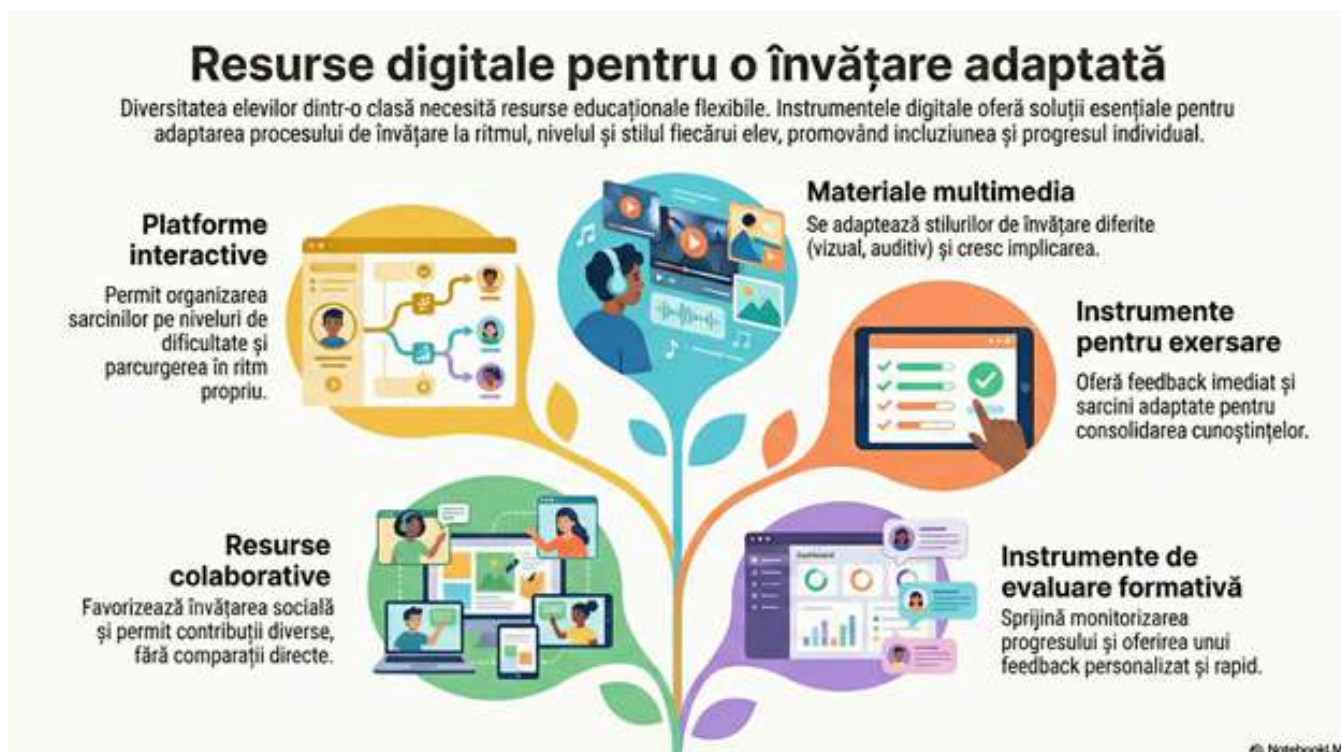 Resurse digitale pentru o învățare adaptată
Diversitatea elevilor dintr-o clasă necesită resurse educaționale flexibile. Instrumentele digitale oferă soluții esențiale pentru
adaptarea procesului de învățare la ritmul, nivelul și stilul fiecărui elev, promovând incluziunea și progresul individual.
Platforme
interactive
Permit organizarea
sarcinilor pe niveluri de
dificultate și
parcurgerea în ritm
propriu.
Materiale multimedia
Se adaptează stilurilor de învățare diferite
(vizual, auditiv) și cresc implicarea.
Instrumente
pentru exersare
Oferă feedback imediat și
sarcini adaptate pentru
consolidarea cunoștințelor.
Resurse
colaborative
Favorizează învățarea socială
și permit contribuții diverse,
fără comparații directe.
Dashboard
Instrumente de
evaluare formativă
Sprijină monitorizarea
progresului și oferirea unui
feedback personalizat și rapid.